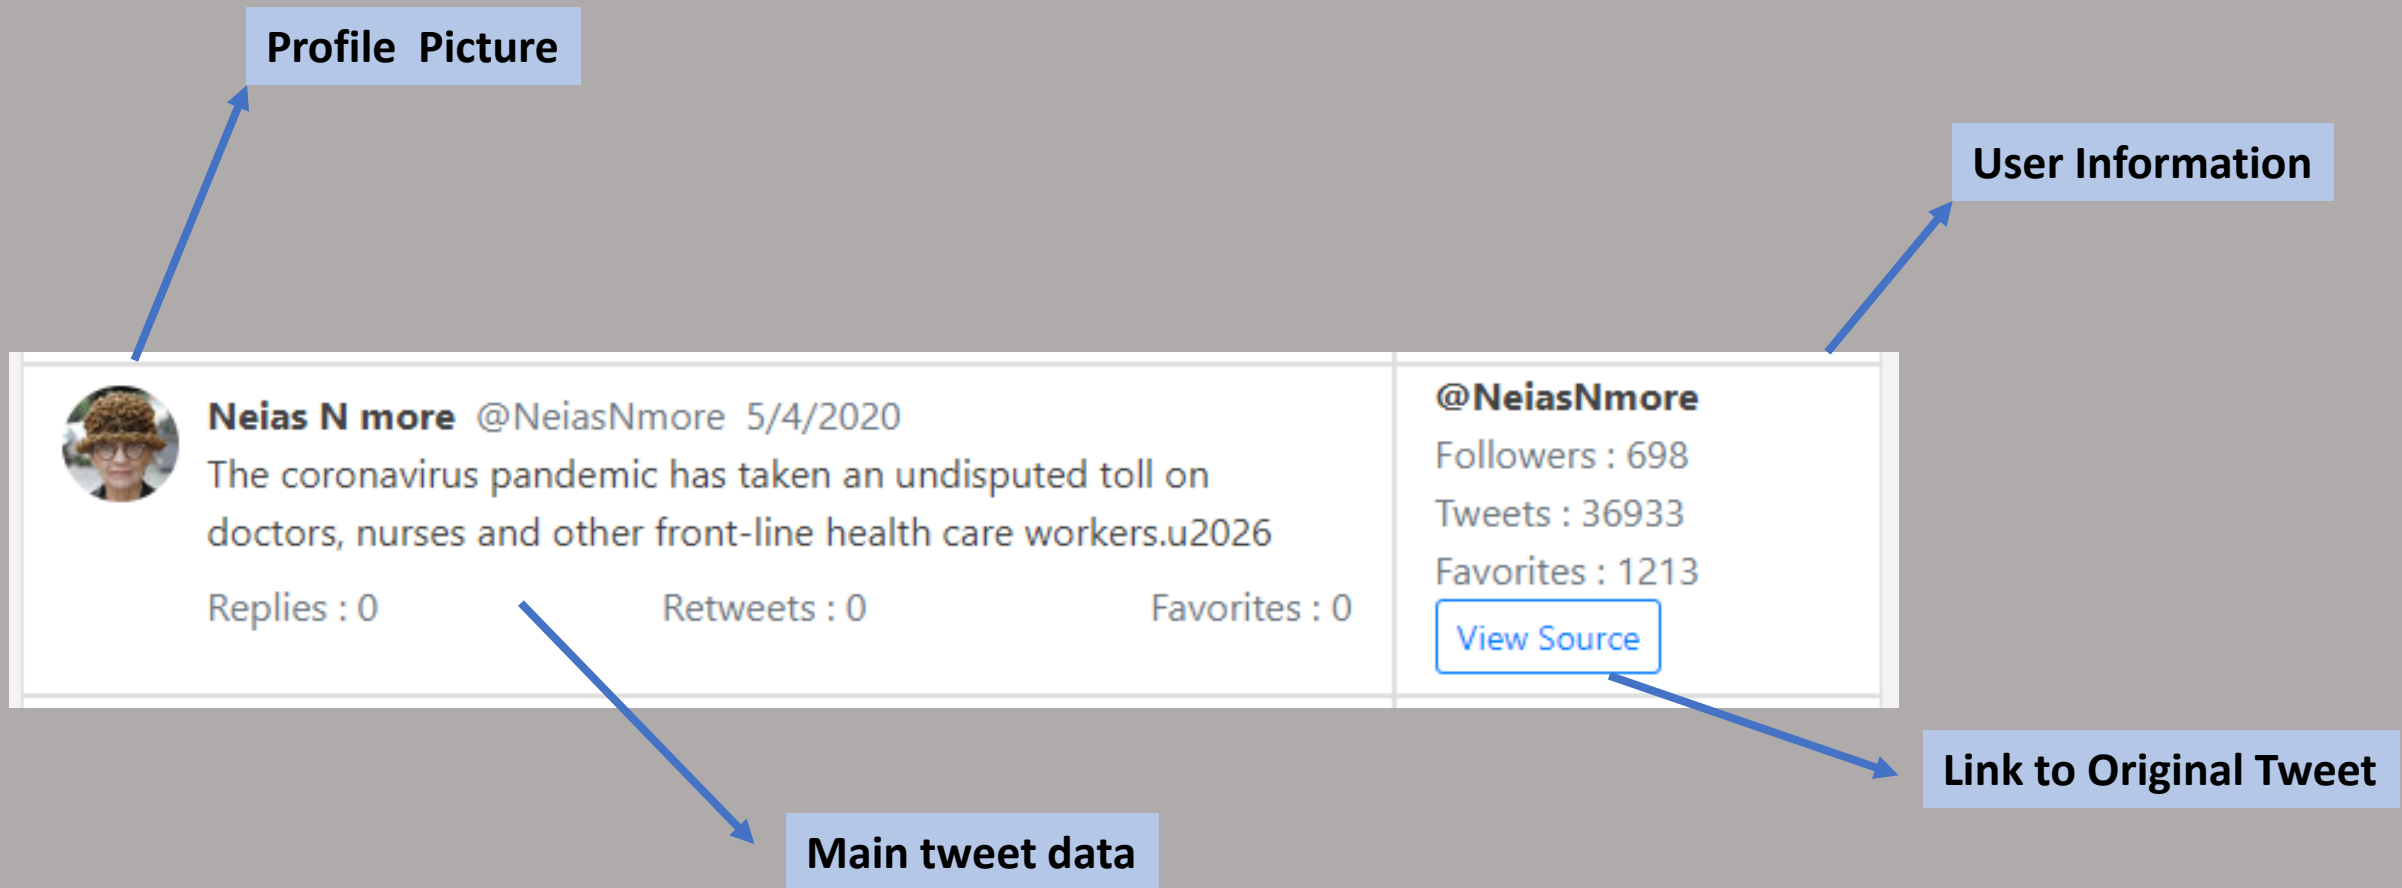 Profile  Picture
User Information
Neias N more @NeiasNmore 5/4/2020
The coronavirus pandemic has taken an undisputed toll on
doctors, nurses and other front-line health care workers.u2026
Replies : 0 Retweets : 0 Favorites : 0
@NeiasNmore
Followers : 698
Tweets : 36933
Favorites : 1213
View Source
Link to Original Tweet
Main tweet data